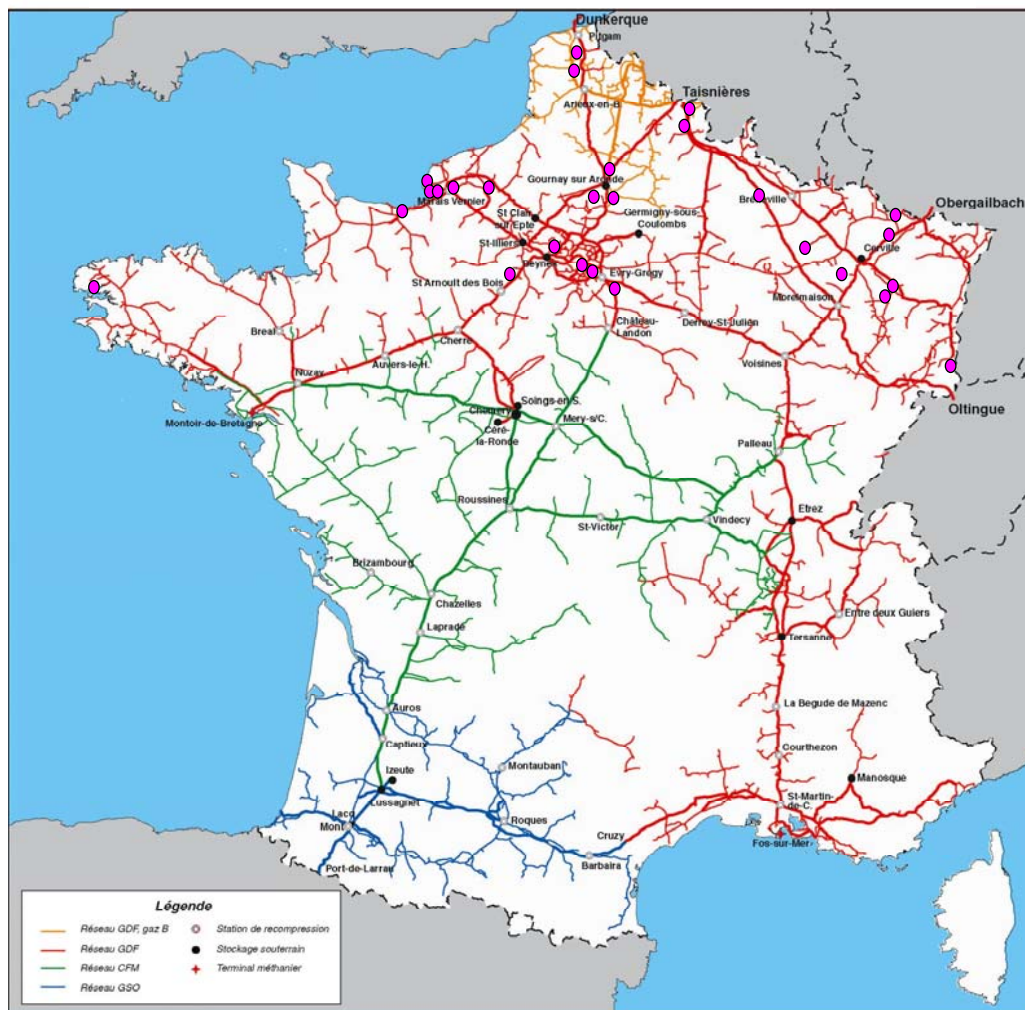 Dunkerque
Pitgam
Taisnières
Arleux-en-B
Gournay sur Aronde
Marais Vernier
St Clair
sur Epte
Germigny-sous-
Coulombs
Obergailbach
St-Illiers
Beynes
Cerville
Evry-Grégy
St Arnoult des Bois
Morelmaison
Château-
Landon
Dierrey-St-Julien
Bréal
Cherré
Voisines
Auvers-le-H.
Nozay
Oltingue
Soings-en-S.
Chémery
Montoir-de-Bretagne
Céré-
la-Ronde
Mery-s/C.
Palleau
Roussines
Etrez
St-Victor
Vindecy
Brizambourg
Chazelles
Entre deux Guiers
Laprade
Tersanne
La Begude de Mazenc
Auros
Captieux
Courthezon
Izaute
Montauban
Manosque
Lussagnet
St-Martin-
de-C.
Lacq
Mont
Roques
Cruzy
Fos-sur-Mer
Port-de-Larrau
Barbaira
Légende
Réseau GDF, gaz B
Station de recompression
Réseau GDF
Stockage souterrain
Réseau CFM
Terminal méthanier
Réseau GSO